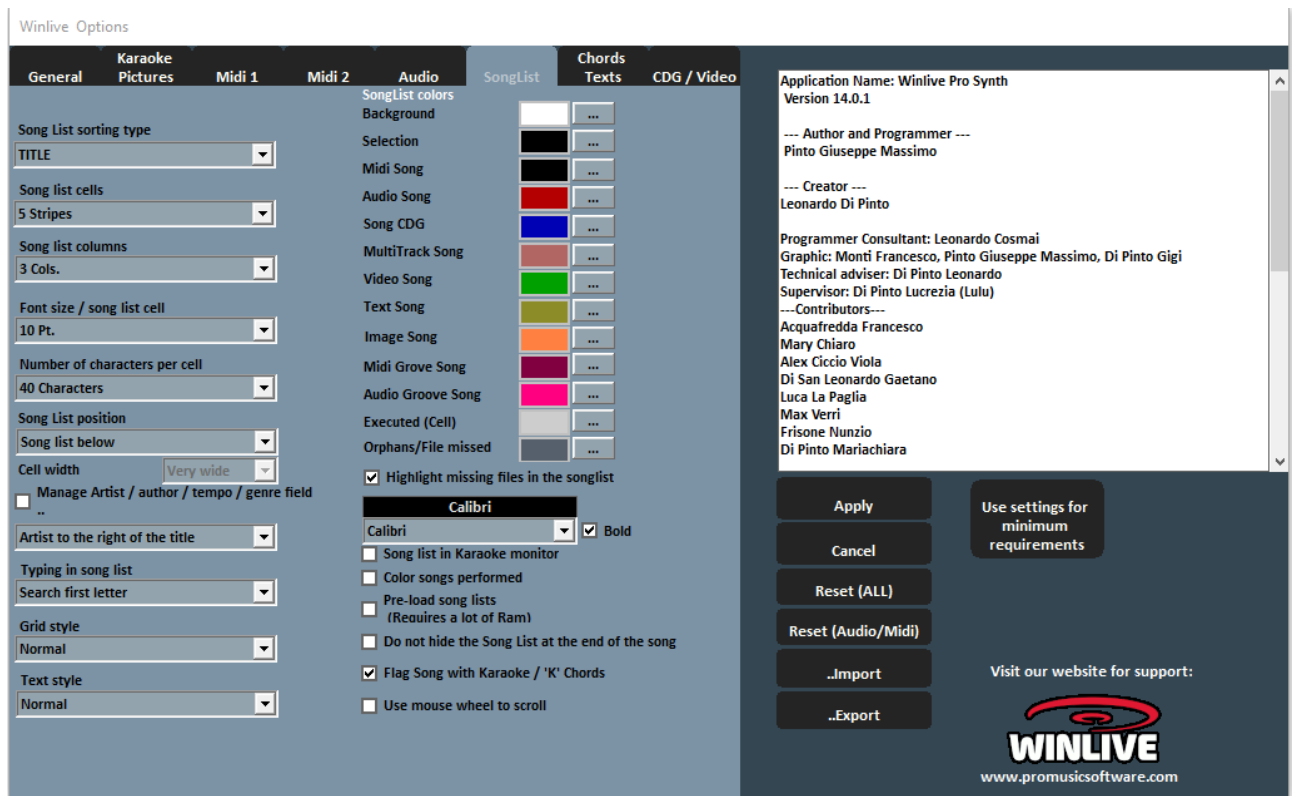 Winlive Options
General
Karaoke
Pictures
Midi 1
Midi 2
Audio
SongList
Chords
Texts
CDG / Video
Song List sorting type
TITLE
Song list cells
5 Stripes
Song list columns
3 Cols.
Font size / song list cell
10 Pt.
Number of characters per cell
40 Characters
Song List position
Song list below
Cell width
Very wide
Manage Artist / author / tempo / genre field
..
Artist to the right of the title
Typing in song list
Search first letter
Grid style
Normal
Text style
Normal
SongList colors
Background
...
Selection
...
Midi Song
...
Audio Song
...
Song CDG
...
MultiTrack Song
...
Video Song
...
Text Song
...
Image Song
...
Midi Grove Song
...
Audio Groove Song
...
Executed (Cell)
...
Orphans/File missed
...
Highlight missing files in the songlist
Calibri
Calibri
Bold
Song list in Karaoke monitor
Color songs performed
Pre-load song lists
(Requires a lot of Ram)
Do not hide the Song List at the end of the song
Flag Song with Karaoke / 'K' Chords
Use mouse wheel to scroll
Application Name: Winlive Pro Synth
Version 14.0.1
--- Author and Programmer ---
Pinto Giuseppe Massimo
--- Creator ---
Leonardo Di Pinto
Programmer Consultant: Leonardo Cosmai
Graphic: Monti Francesco, Pinto Giuseppe Massimo, Di Pinto Gigi
Technical adviser: Di Pinto Leonardo
Supervisor: Di Pinto Lucrezia (Lulu)
---Contributors---
Acquafredda Francesco
Mary Chiaro
Alex Ciccio Viola
Di San Leonardo Gaetano
Luca La Paglia
Max Verri
Frisone Nunzio
Di Pinto Mariachiara
Apply
Cancel
Reset (ALL)
Reset (Audio/Midi)
..Import
..Export
Use settings for
minimum
requirements
Visit our website for support:
WINLIVE
www.promusicsoftware.com